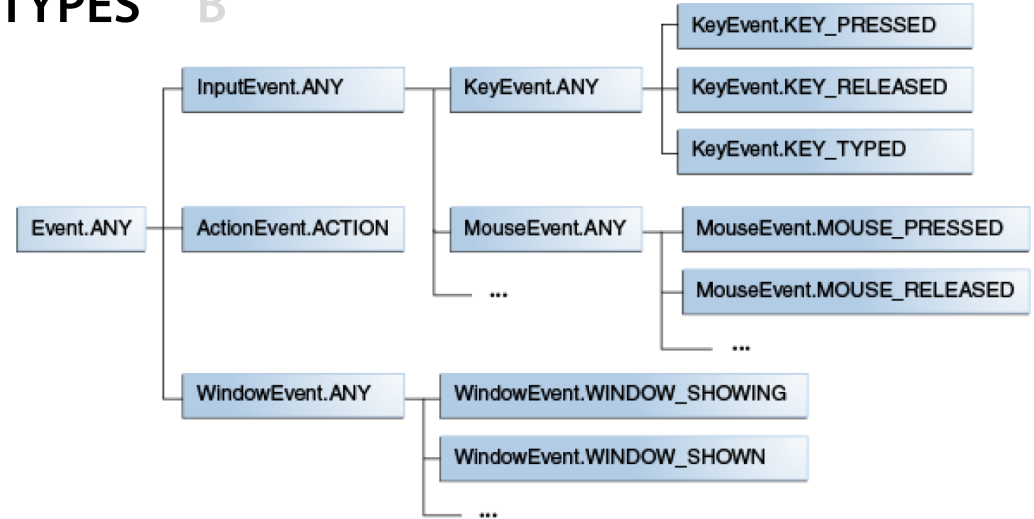 TYPES B
KeyEvent.KEY_PRESSED
InputEvent.ANY
KeyEvent.ANY
KeyEvent.KEY_RELEASED
KeyEvent.KEY_TYPED
Event.ANY
ActionEvent.ACTION
MouseEvent.ANY
MouseEvent.MOUSE_PRESSED
MouseEvent.MOUSE_RELEASED
...
...
WindowEvent.ANY
WindowEvent.WINDOW_SHOWING
WindowEvent.WINDOW_SHOWN
...